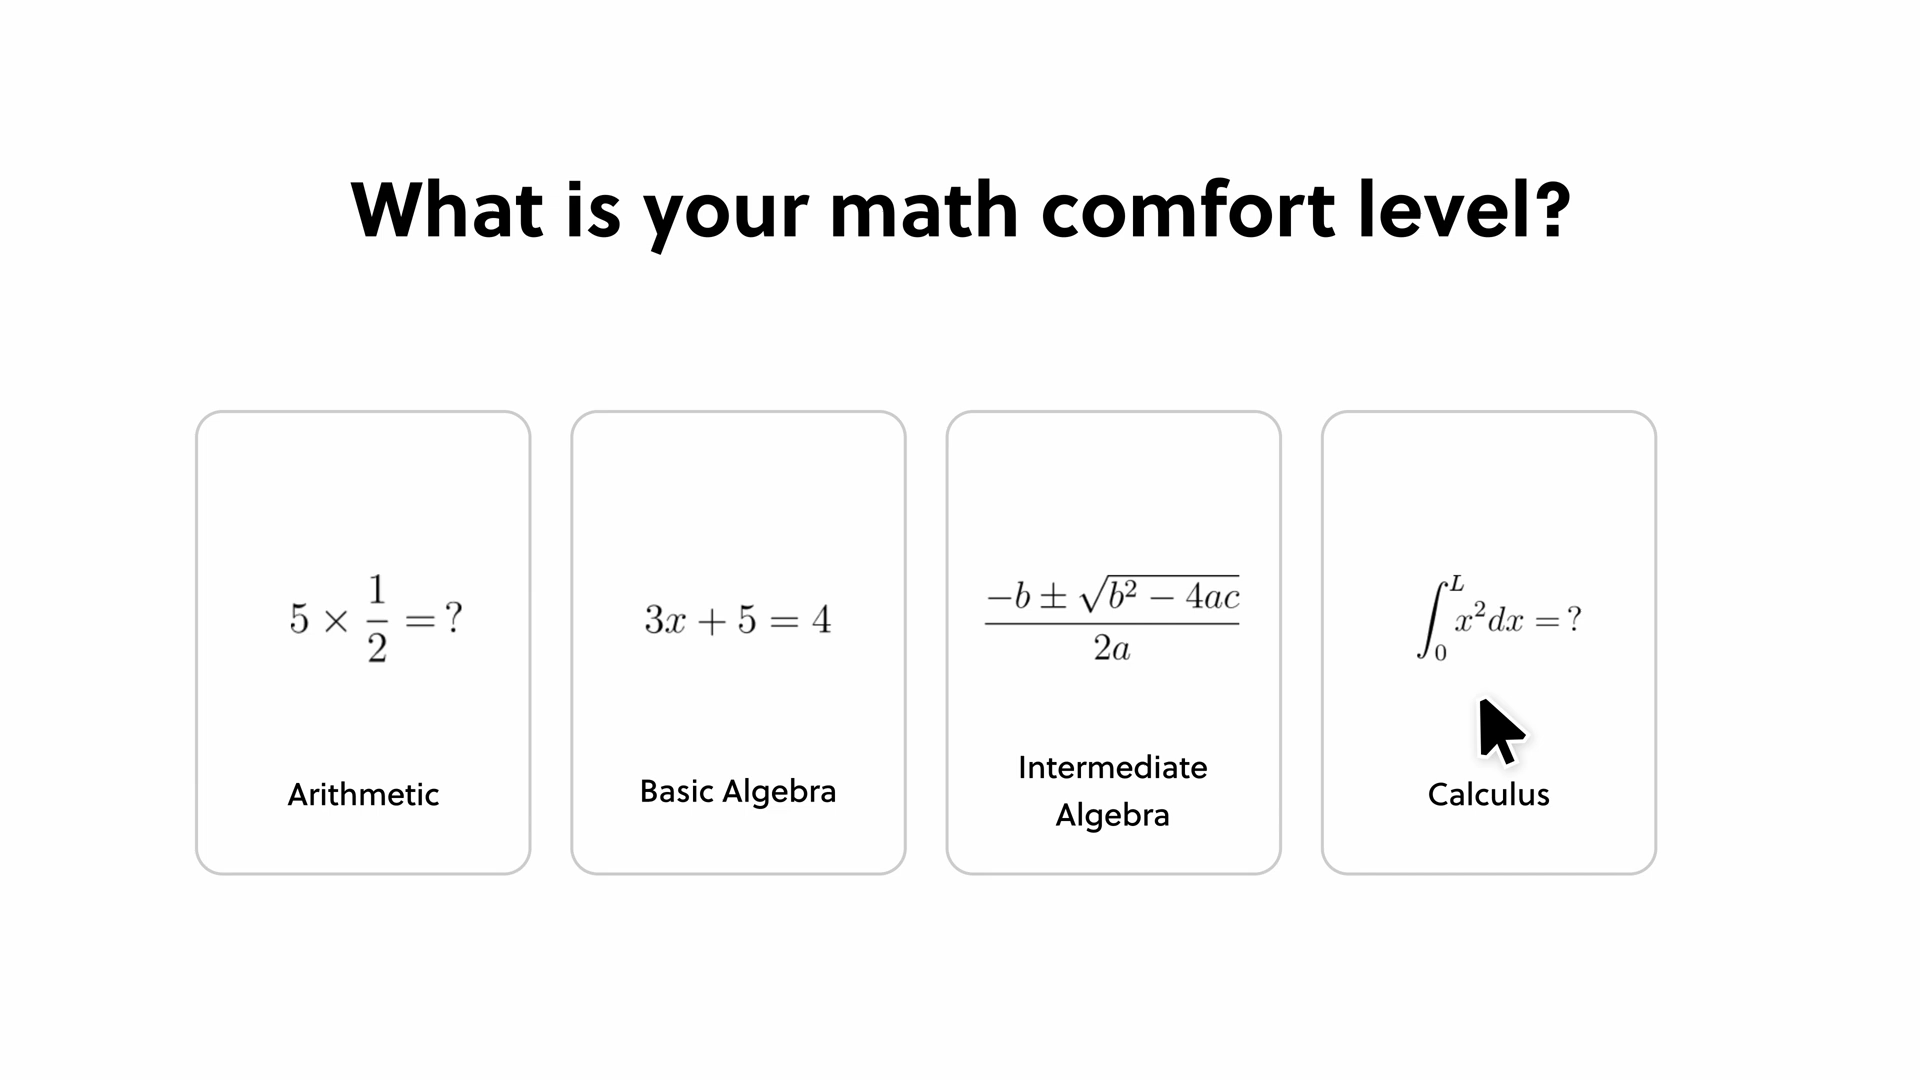 What is your math comfort level?
5 × 1/2 = ?
Arithmetic
3x + 5 = 4
Basic Algebra
(−b ± √(b² − 4ac)) / 2a
Intermediate
Algebra
∫₀ᴸ x²dx = ?
Calculus